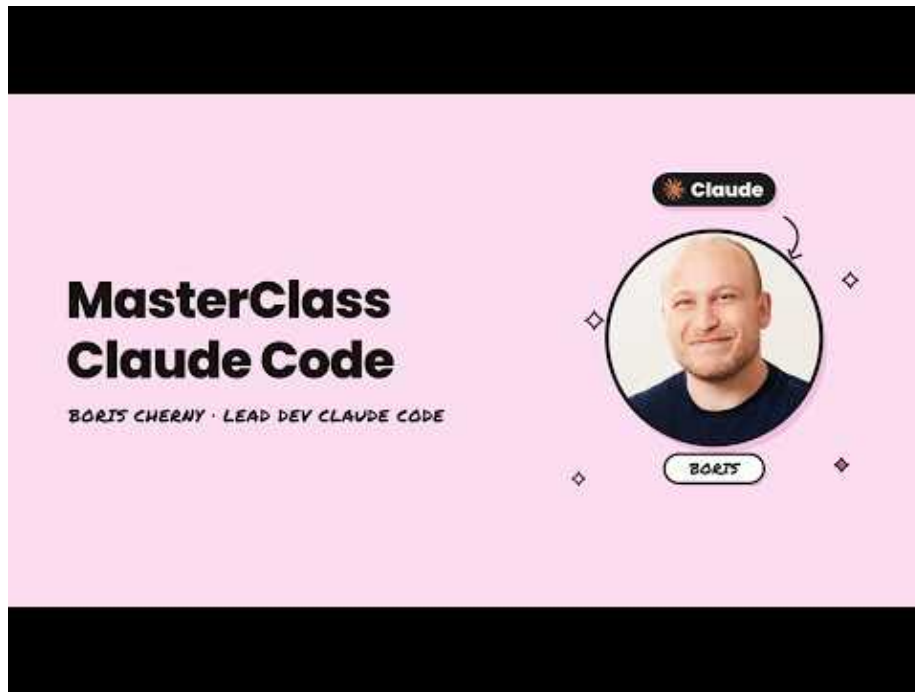 MasterClass
Claude Code
BORIS CHERNY · LEAD DEV CLAUDE CODE
Claude
BORIS